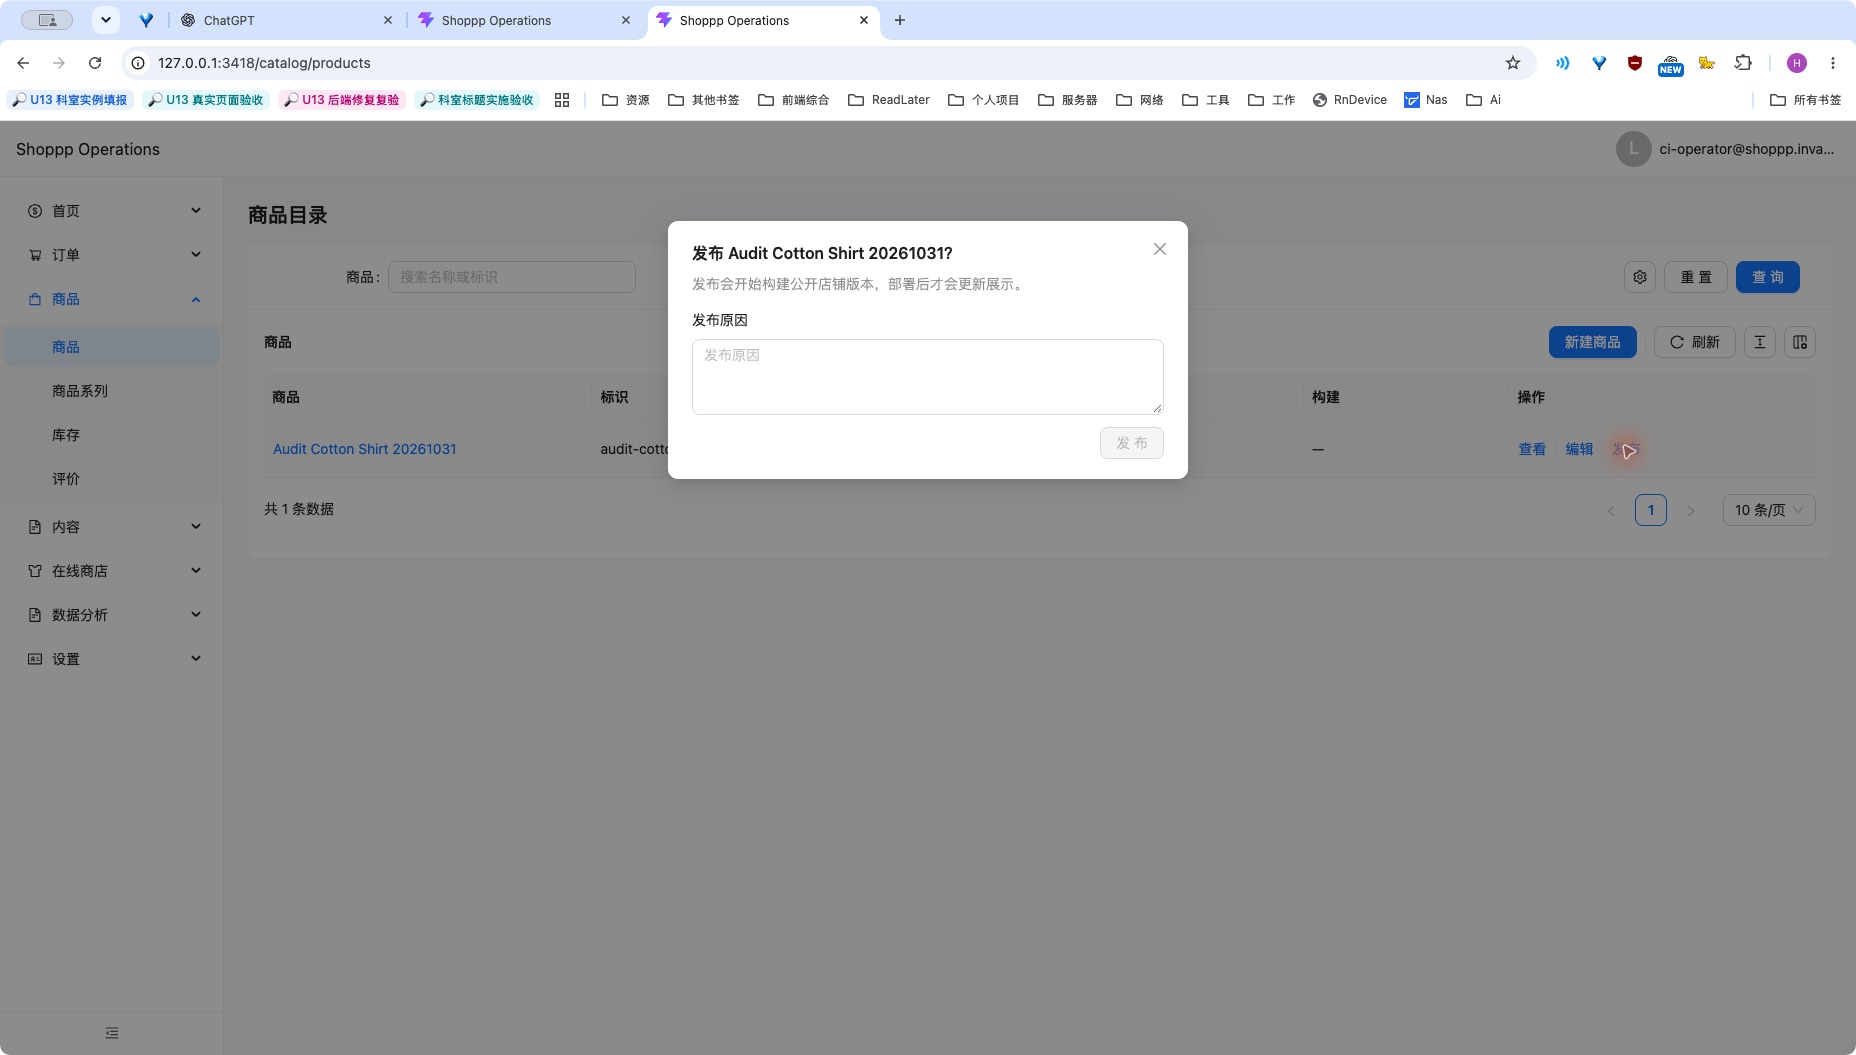 ChatGPT
Shoppp Operations
Shoppp Operations
127.0.0.1:3418/catalog/products
NEW
H
U13 科室实例填报
U13 真实页面验收
U13 后端修复复验
科室标题实施验收
资源
其他书签
前端综合
ReadLater
个人项目
服务器
网络
工具
工作
RnDevice
Nas
Ai
所有书签
Shoppp Operations
L
ci-operator@shoppp.inva...
首页
订单
商品
商品
商品系列
库存
评价
内容
在线商店
数据分析
设置
商品目录
商品:
搜索名称或标识
重 置
查 询
商品
新建商品
刷新
商品
标识
构建
操作
Audit Cotton Shirt 20261031
audit-cotto
—
查看
编辑
共 1 条数据
1
10 条/页
发布 Audit Cotton Shirt 20261031?
发布会开始构建公开店铺版本，部署后才会更新展示。
发布原因
发布原因
发 布